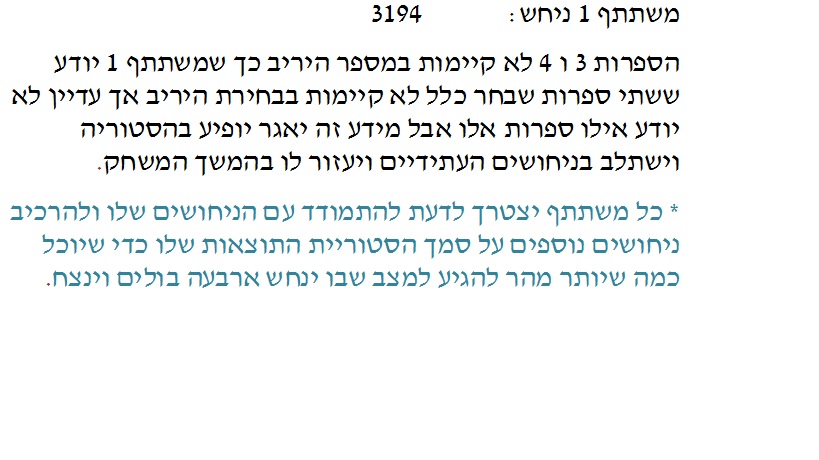 משתתף 1 ניחש: 3194
הספרות 3 ו 4 לא קיימות במספר היריב כך שמשתתף 1 יודע
ששתי ספרות שבחר כלל לא קיימות בבחירת היריב אך עדיין לא
יודע אילו ספרות אלו אבל מידע זה יאגר יופיע בהסטוריה
וישתלב בניחושים העתידיים ויעזור לו בהמשך המשחק.
* כל משתתף יצטרך לדעת להתמודד עם הניחושים שלו ולהרכיב
ניחושים נוספים על סמך הסטוריית התוצאות שלו כדי שיוכל
כמה שיותר מהר להגיע למצב שבו ינחש ארבעה בולים וינצח.